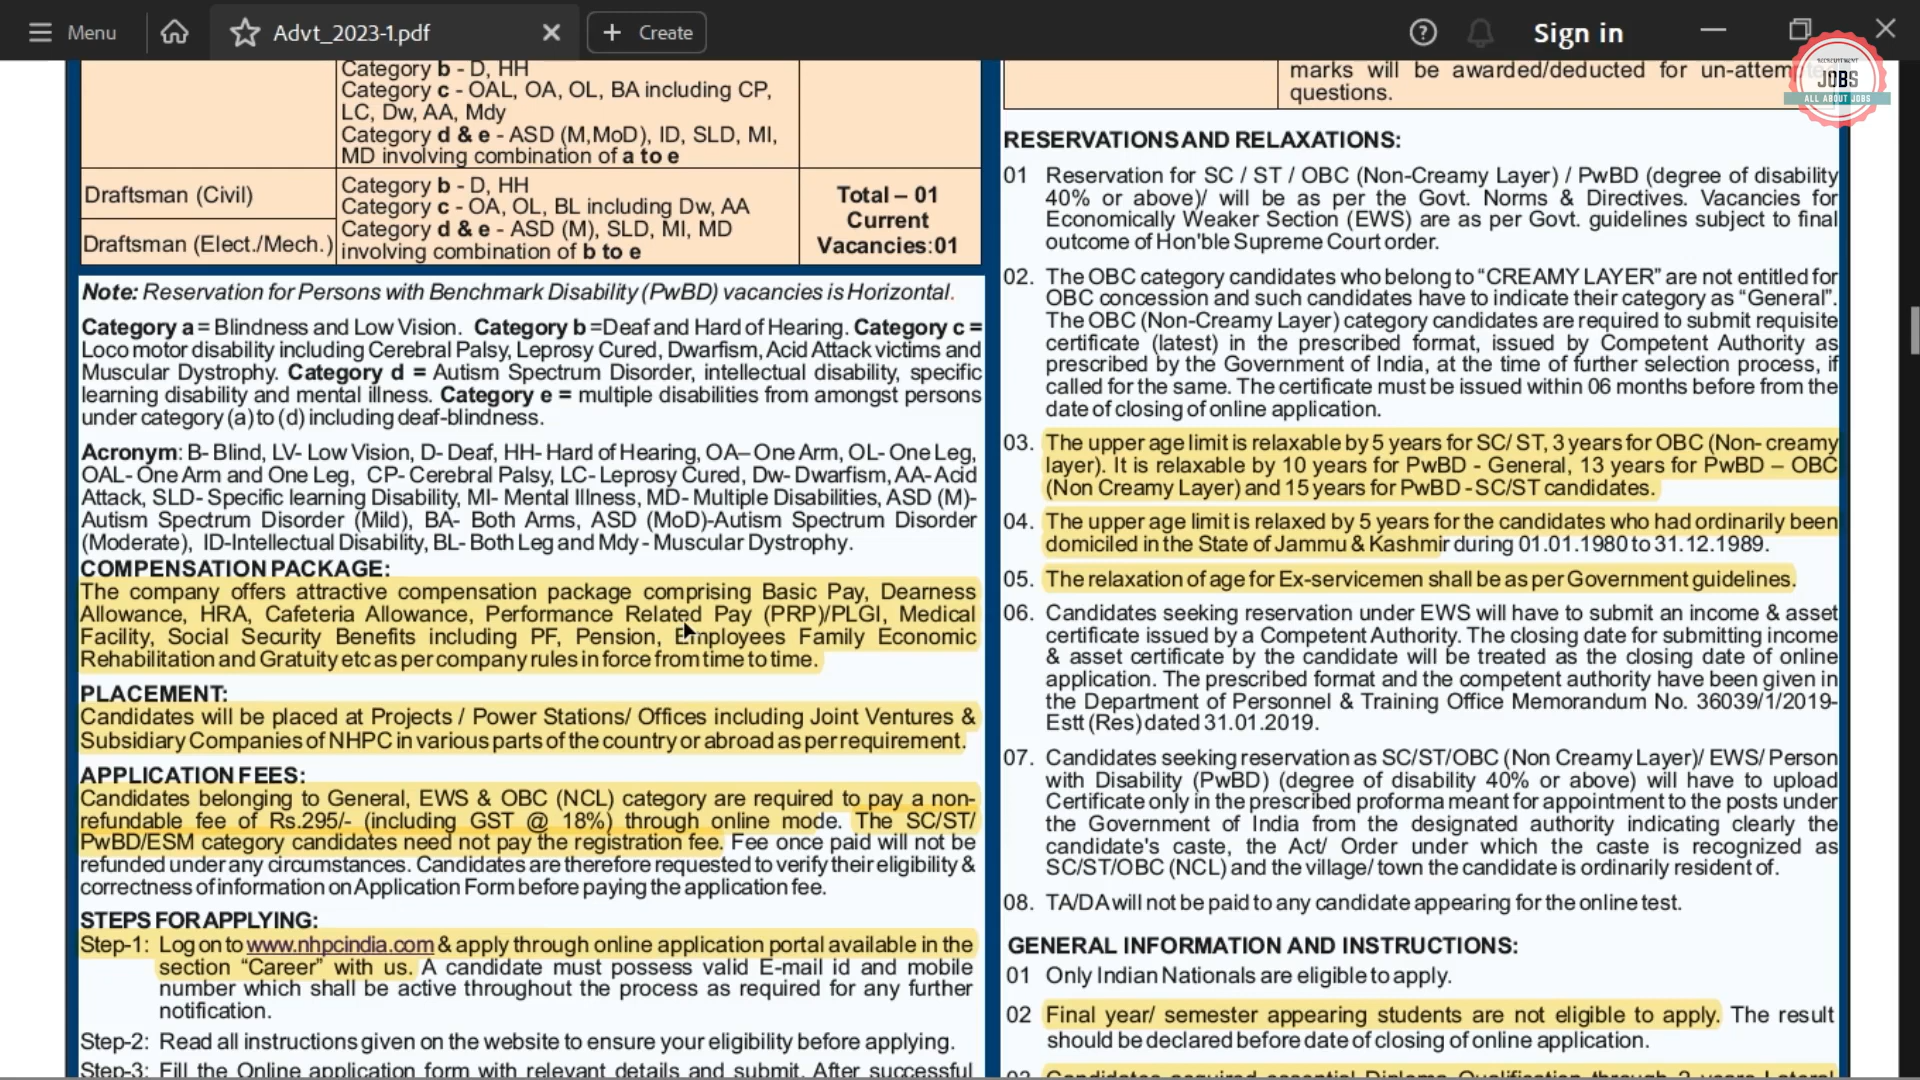 Menu
Advt_2023-1.pdf
Create
Sign in
RECRUITMENT
JOBS
ALL ABOUT JOBS
Category b - D, HH
Category c - OAL, OA, OL, BA including CP,
LC, Dw, AA, Mdy
Category d & e - ASD (M,MoD), ID, SLD, MI,
MD involving combination of a to e
Draftsman (Civil)
Draftsman (Elect./Mech.)
Category b - D, HH
Category c - OA, OL, BL including Dw, AA
Category d & e - ASD (M), SLD, MI, MD
involving combination of b to e
Total – 01
Current
Vacancies:01
Note: Reservation for Persons with Benchmark Disability (PwBD) vacancies is Horizontal.
Category a = Blindness and Low Vision. Category b =Deaf and Hard of Hearing. Category c =
Loco motor disability including Cerebral Palsy, Leprosy Cured, Dwarfism, Acid Attack victims and
Muscular Dystrophy. Category d = Autism Spectrum Disorder, intellectual disability, specific
learning disability and mental illness. Category e = multiple disabilities from amongst persons
under category (a) to (d) including deaf-blindness.
Acronym: B- Blind, LV- Low Vision, D- Deaf, HH- Hard of Hearing, OA– One Arm, OL- One Leg,
OAL- One Arm and One Leg, CP- Cerebral Palsy, LC- Leprosy Cured, Dw- Dwarfism, AA- Acid
Attack, SLD- Specific learning Disability, MI- Mental Illness, MD- Multiple Disabilities, ASD (M)-
Autism Spectrum Disorder (Mild), BA- Both Arms, ASD (MoD)-Autism Spectrum Disorder
(Moderate), ID-Intellectual Disability, BL- Both Leg and Mdy - Muscular Dystrophy.
COMPENSATION PACKAGE:
The company offers attractive compensation package comprising Basic Pay, Dearness
Allowance, HRA, Cafeteria Allowance, Performance Related Pay (PRP)/PLGI, Medical
Facility, Social Security Benefits including PF, Pension, Employees Family Economic
Rehabilitation and Gratuity etc as per company rules in force from time to time.
PLACEMENT:
Candidates will be placed at Projects / Power Stations/ Offices including Joint Ventures &
Subsidiary Companies of NHPC in various parts of the country or abroad as per requirement.
APPLICATION FEES:
Candidates belonging to General, EWS & OBC (NCL) category are required to pay a non-
refundable fee of Rs.295/- (including GST @ 18%) through online mode. The SC/ST/
PwBD/ESM category candidates need not pay the registration fee. Fee once paid will not be
refunded under any circumstances. Candidates are therefore requested to verify their eligibility &
correctness of information on Application Form before paying the application fee.
STEPS FOR APPLYING:
Step-1: Log on to www.nhpcindia.com & apply through online application portal available in the
section “Career” with us. A candidate must possess valid E-mail id and mobile
number which shall be active throughout the process as required for any further
notification.
Step-2: Read all instructions given on the website to ensure your eligibility before applying.
Step-3: Fill the Online application form with relevant details and submit. After successful
marks will be awarded/deducted for un-attempted
questions.
RESERVATIONS AND RELAXATIONS:
01 Reservation for SC / ST / OBC (Non-Creamy Layer) / PwBD (degree of disability
40% or above)/ will be as per the Govt. Norms & Directives. Vacancies for
Economically Weaker Section (EWS) are as per Govt. guidelines subject to final
outcome of Hon'ble Supreme Court order.
02. The OBC category candidates who belong to “CREAMY LAYER” are not entitled for
OBC concession and such candidates have to indicate their category as “General”.
The OBC (Non-Creamy Layer) category candidates are required to submit requisite
certificate (latest) in the prescribed format, issued by Competent Authority as
prescribed by the Government of India, at the time of further selection process, if
called for the same. The certificate must be issued within 06 months before from the
date of closing of online application.
03. The upper age limit is relaxable by 5 years for SC/ ST, 3 years for OBC (Non- creamy
layer). It is relaxable by 10 years for PwBD - General, 13 years for PwBD – OBC
(Non Creamy Layer) and 15 years for PwBD - SC/ST candidates.
04. The upper age limit is relaxed by 5 years for the candidates who had ordinarily been
domiciled in the State of Jammu & Kashmir during 01.01.1980 to 31.12.1989.
05. The relaxation of age for Ex-servicemen shall be as per Government guidelines.
06. Candidates seeking reservation under EWS will have to submit an income & asset
certificate issued by a Competent Authority. The closing date for submitting income
& asset certificate by the candidate will be treated as the closing date of online
application. The prescribed format and the competent authority have been given in
the Department of Personnel & Training Office Memorandum No. 36039/1/2019-
Estt (Res) dated 31.01.2019.
07. Candidates seeking reservation as SC/ST/OBC (Non Creamy Layer)/ EWS/ Person
with Disability (PwBD) (degree of disability 40% or above) will have to upload
Certificate only in the prescribed proforma meant for appointment to the posts under
the Government of India from the designated authority indicating clearly the
candidate's caste, the Act/ Order under which the caste is recognized as
SC/ST/OBC (NCL) and the village/ town the candidate is ordinarily resident of.
08. TA/DA will not be paid to any candidate appearing for the online test.
GENERAL INFORMATION AND INSTRUCTIONS:
01 Only Indian Nationals are eligible to apply.
02 Final year/ semester appearing students are not eligible to apply. The result
should be declared before date of closing of online application.
03 Candidates acquired essential Diploma Qualification through 2 years Lateral